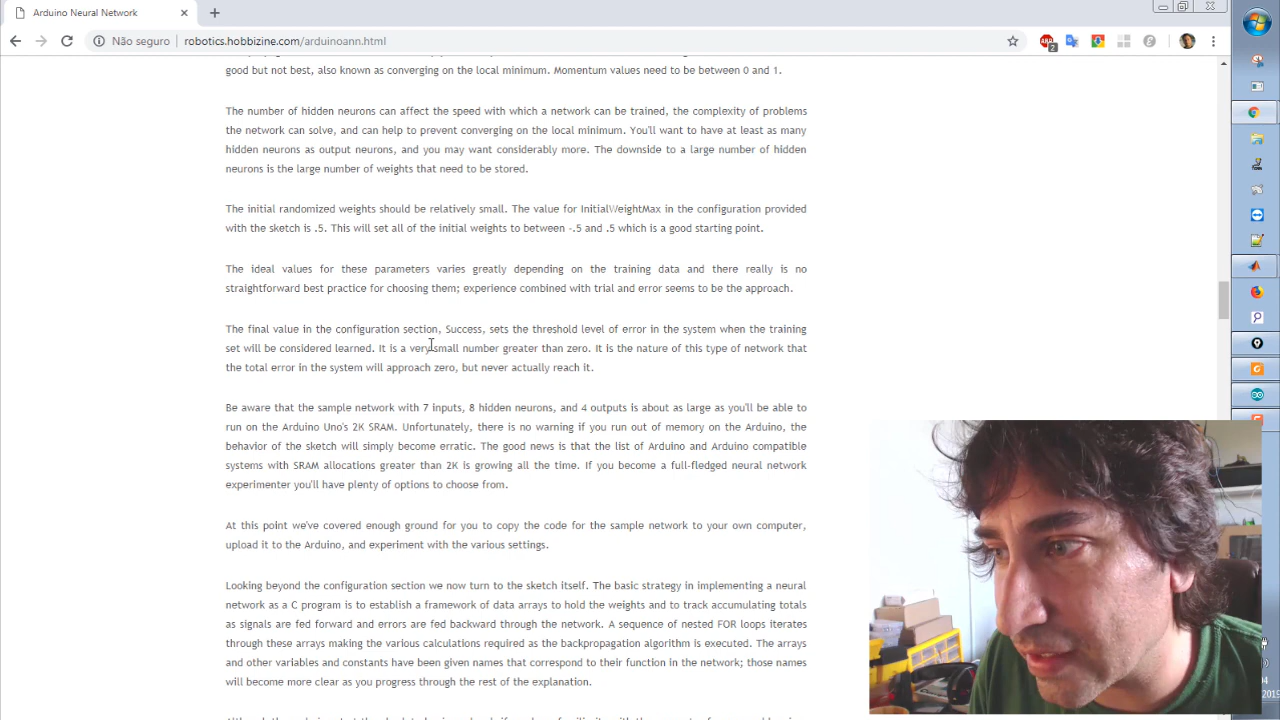 Arduino Neural Network
Não seguro
robotics.hobbizine.com/arduinoann.html
2
good but not best, also known as converging on the local minimum. Momentum values need to be between 0 and 1.
The number of hidden neurons can affect the speed with which a network can be trained, the complexity of problems
the network can solve, and can help to prevent converging on the local minimum. You'll want to have at least as many
hidden neurons as output neurons, and you may want considerably more. The downside to a large number of hidden
neurons is the large number of weights that need to be stored.
The initial randomized weights should be relatively small. The value for InitialWeightMax in the configuration provided
with the sketch is .5. This will set all of the initial weights to between -.5 and .5 which is a good starting point.
The ideal values for these parameters varies greatly depending on the training data and there really is no
straightforward best practice for choosing them; experience combined with trial and error seems to be the approach.
The final value in the configuration section, Success, sets the threshold level of error in the system when the training
set will be considered learned. It is a very small number greater than zero. It is the nature of this type of network that
the total error in the system will approach zero, but never actually reach it.
Be aware that the sample network with 7 inputs, 8 hidden neurons, and 4 outputs is about as large as you'll be able to
run on the Arduino Uno's 2K SRAM. Unfortunately, there is no warning if you run out of memory on the Arduino, the
behavior of the sketch will simply become erratic. The good news is that the list of Arduino and Arduino compatible
systems with SRAM allocations greater than 2K is growing all the time. If you become a full-fledged neural network
experimenter you'll have plenty of options to choose from.
At this point we've covered enough ground for you to copy the code for the sample network to your own computer,
upload it to the Arduino, and experiment with the various settings.
Looking beyond the configuration section we now turn to the sketch itself. The basic strategy in implementing a neural
network as a C program is to establish a framework of data arrays to hold the weights and to track accumulating totals
as signals are fed forward and errors are fed backward through the network. A sequence of nested FOR loops iterates
through these arrays making the various calculations required as the backpropagation algorithm is executed. The arrays
and other variables and constants have been given names that correspond to their function in the network; those names
will become more clear as you progress through the rest of the explanation.